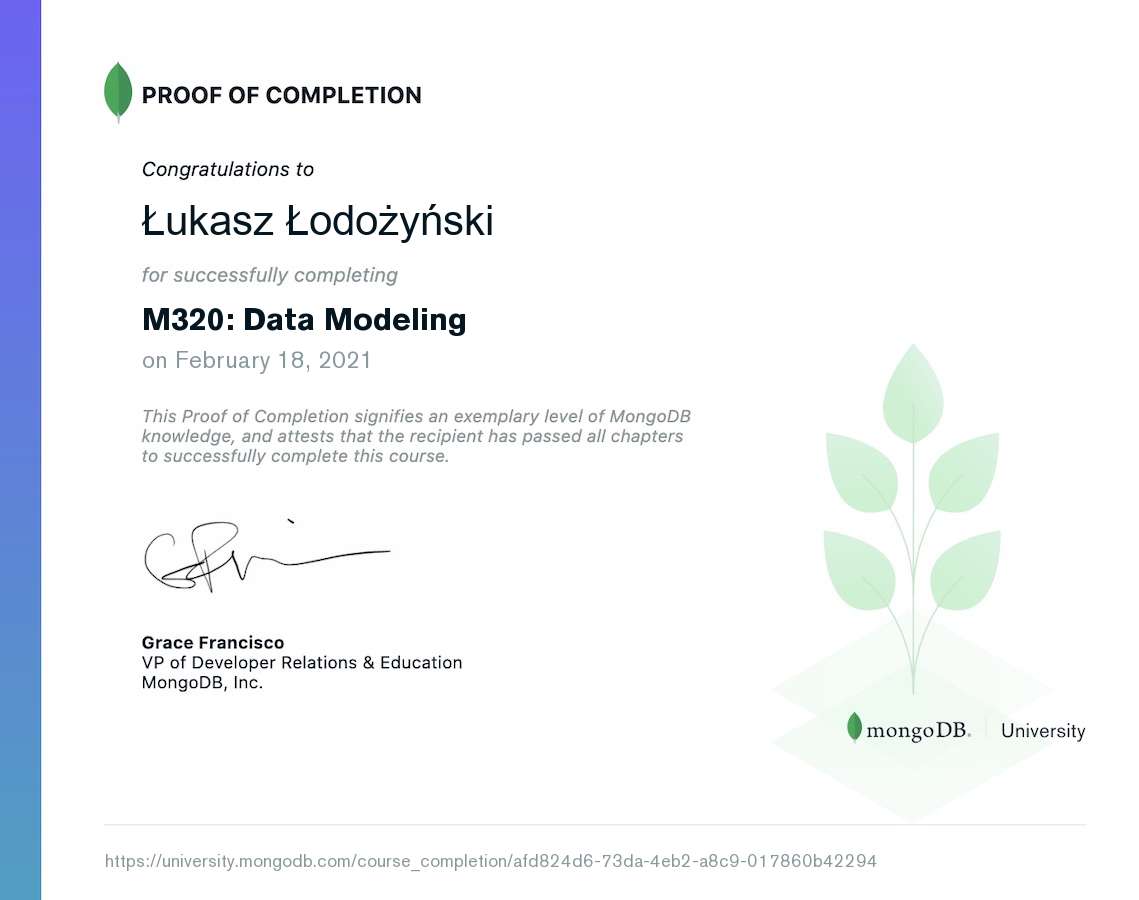 PROOF OF COMPLETION
Congratulations to
Łukasz Łodożyński
for successfully completing
M320: Data Modeling
on February 18, 2021
This Proof of Completion signifies an exemplary level of MongoDB
knowledge, and attests that the recipient has passed all chapters
to successfully complete this course.
Grace Francisco
VP of Developer Relations & Education
MongoDB, Inc.
mongoDB. University
https://university.mongodb.com/course_completion/afd824d6-73da-4eb2-a8c9-017860b42294